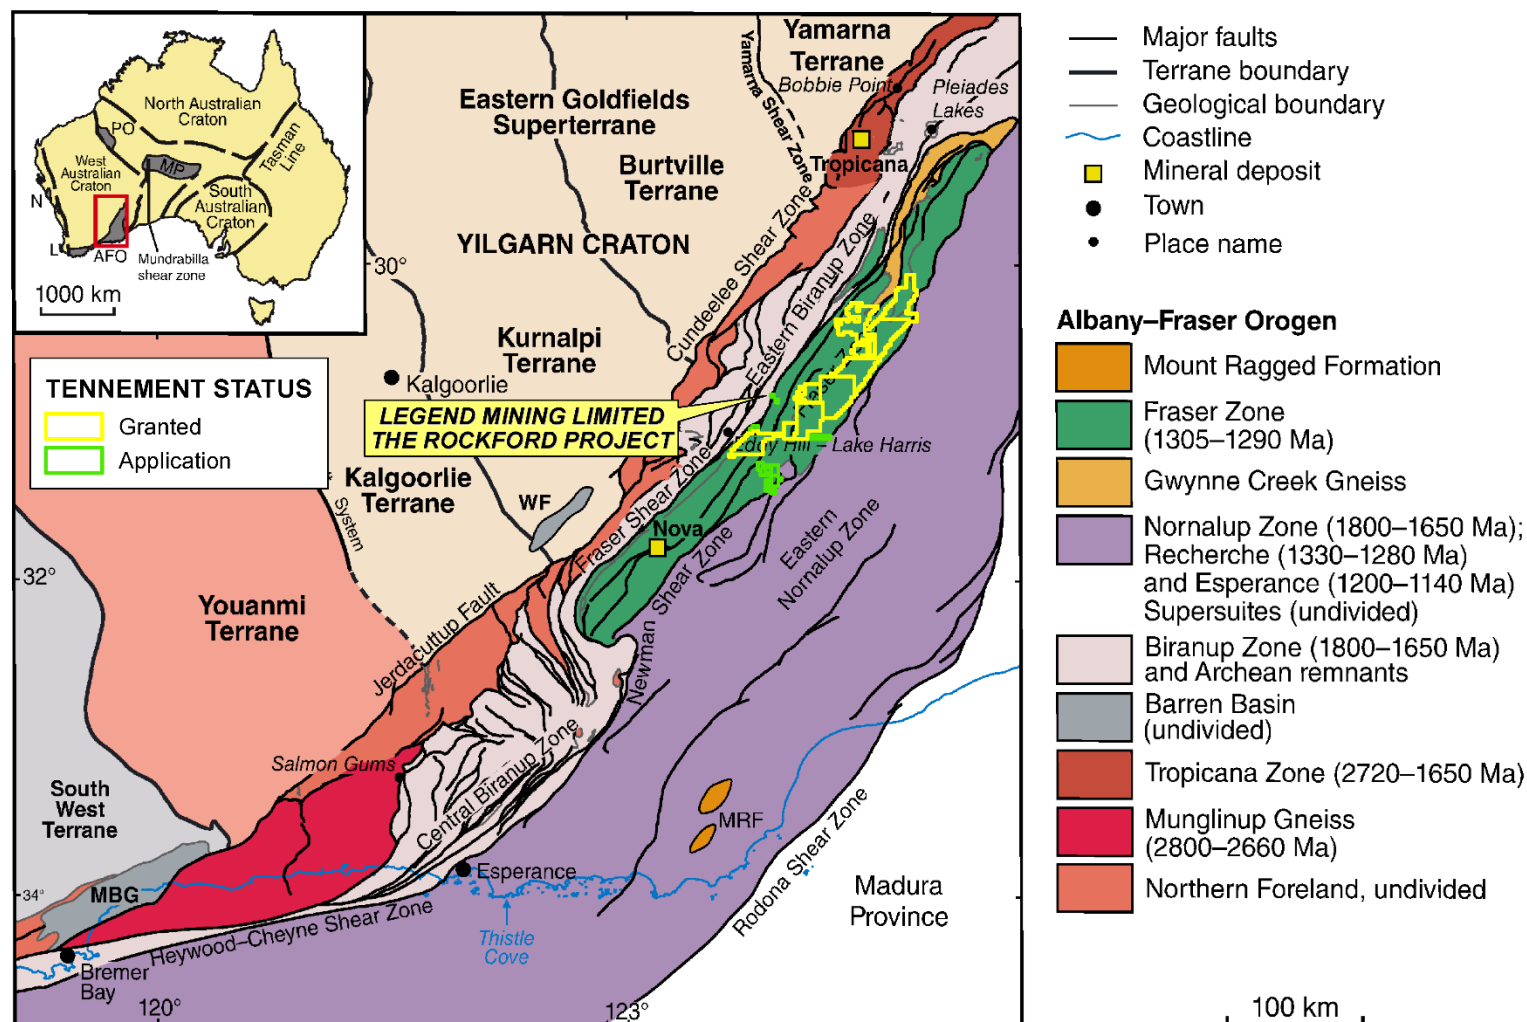 North Australian
Craton
PO
West
Australian
Craton
MP
Tasman
Line
South
Australian
Craton
N
L
AFO
Mundrabilla
shear zone
1000 km
TENNEMENT STATUS
Granted
Application
Yamarna
Terrane
Yamarna Shear Zone
Bobbie Point
Pleiades
Lakes
Eastern Goldfields
Superterrane
Burtville
Terrane
Tropicana
YILGARN CRATON
30°
Cundeelee Shear Zone
Eastern Biranup Zone
Kurnalpi
Terrane
Kalgoorlie
LEGEND MINING LIMITED
THE ROCKFORD PROJECT
Eddy Hill – Lake Harris
Kalgoorlie
Terrane
System
WF
Fraser Shear Zone
Nova
Eastern
Nornalup Zone
32°
Youanmi
Terrane
Jerdacuttup Fault
Newman Shear Zone
Salmon Gums
Central Biranup Zone
South
West
Terrane
MRF
Esperance
Rodona Shear Zone
Madura
Province
34°
MBG
Heywood–Cheyne Shear Zone
Thistle
Cove
Bremer
Bay
120°
123°
Major faults
Terrane boundary
Geological boundary
Coastline
Mineral deposit
Town
Place name
Albany–Fraser Orogen
Mount Ragged Formation
Fraser Zone
(1305–1290 Ma)
Gwynne Creek Gneiss
Nornalup Zone (1800–1650 Ma);
Recherche (1330–1280 Ma)
and Esperance (1200–1140 Ma)
Supersuites (undivided)
Biranup Zone (1800–1650 Ma)
and Archean remnants
Barren Basin
(undivided)
Tropicana Zone (2720–1650 Ma)
Munglinup Gneiss
(2800–2660 Ma)
Northern Foreland, undivided
100 km